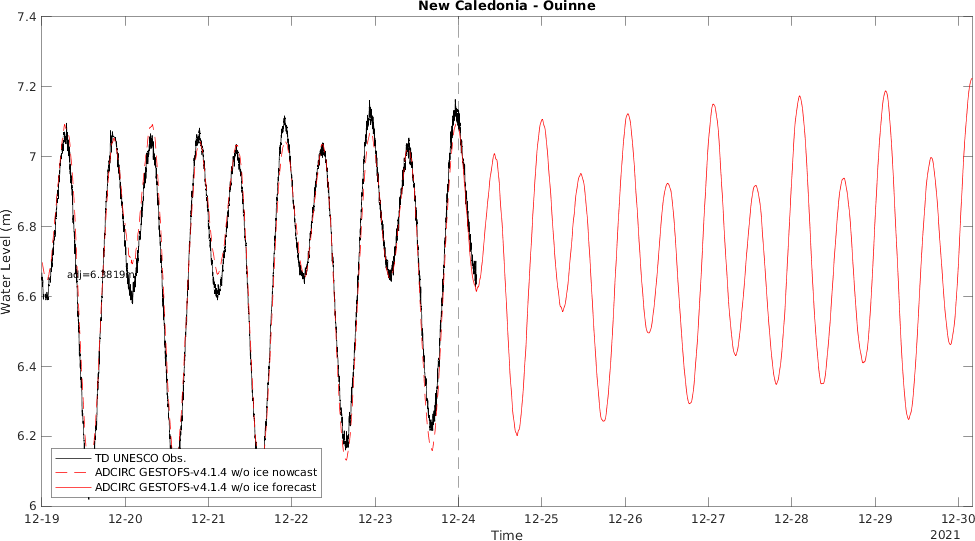 New Caledonia - Ouinne
7.4
7.2
7
6.8
6.6
6.4
6.2
6
Water Level (m)
adj=6.3819m
TD UNESCO Obs.
ADCIRC GESTOFS-v4.1.4 w/o ice nowcast
ADCIRC GESTOFS-v4.1.4 w/o ice forecast
12-19 12-20 12-21 12-22 12-23 12-24 12-25 12-26 12-27 12-28 12-29 12-30
Time
2021